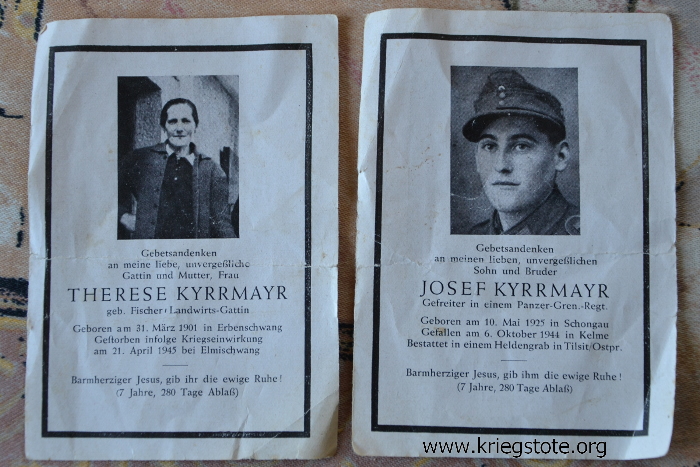 Gebetsandenken
an meine liebe, unvergeßliche
Gattin und Mutter, Frau
THERESE KYRRMAYR
geb. Fischer, Landwirts-Gattin
Geboren am 31. März 1901 in Erbenschwang
Geftorben infolge Kriegseinwirkung
am 21. April 1945 bei Elmischwang
Barmherziger Jesus, gib ihr die ewige Ruhe!
(7 Jahre, 280 Tage Ablaß)
Gebetsandenken
an meinen lieben, unvergeßlichen
Sohn und Bruder
JOSEF KYRRMAYR
Gefreiter in einem Panzer-Gren.-Regt.
Geboren am 10. Mai 1925 in Schongau
Gefallen am 6. Oktober 1944 in Kelme
Bestattet in einem Heldengrab in Tilsit/Ostpr.
Barmherziger Jesus, gib ihm die ewige Ruhe!
(7 Jahre, 280 Tage Ablaß)
www.kriegstote.org